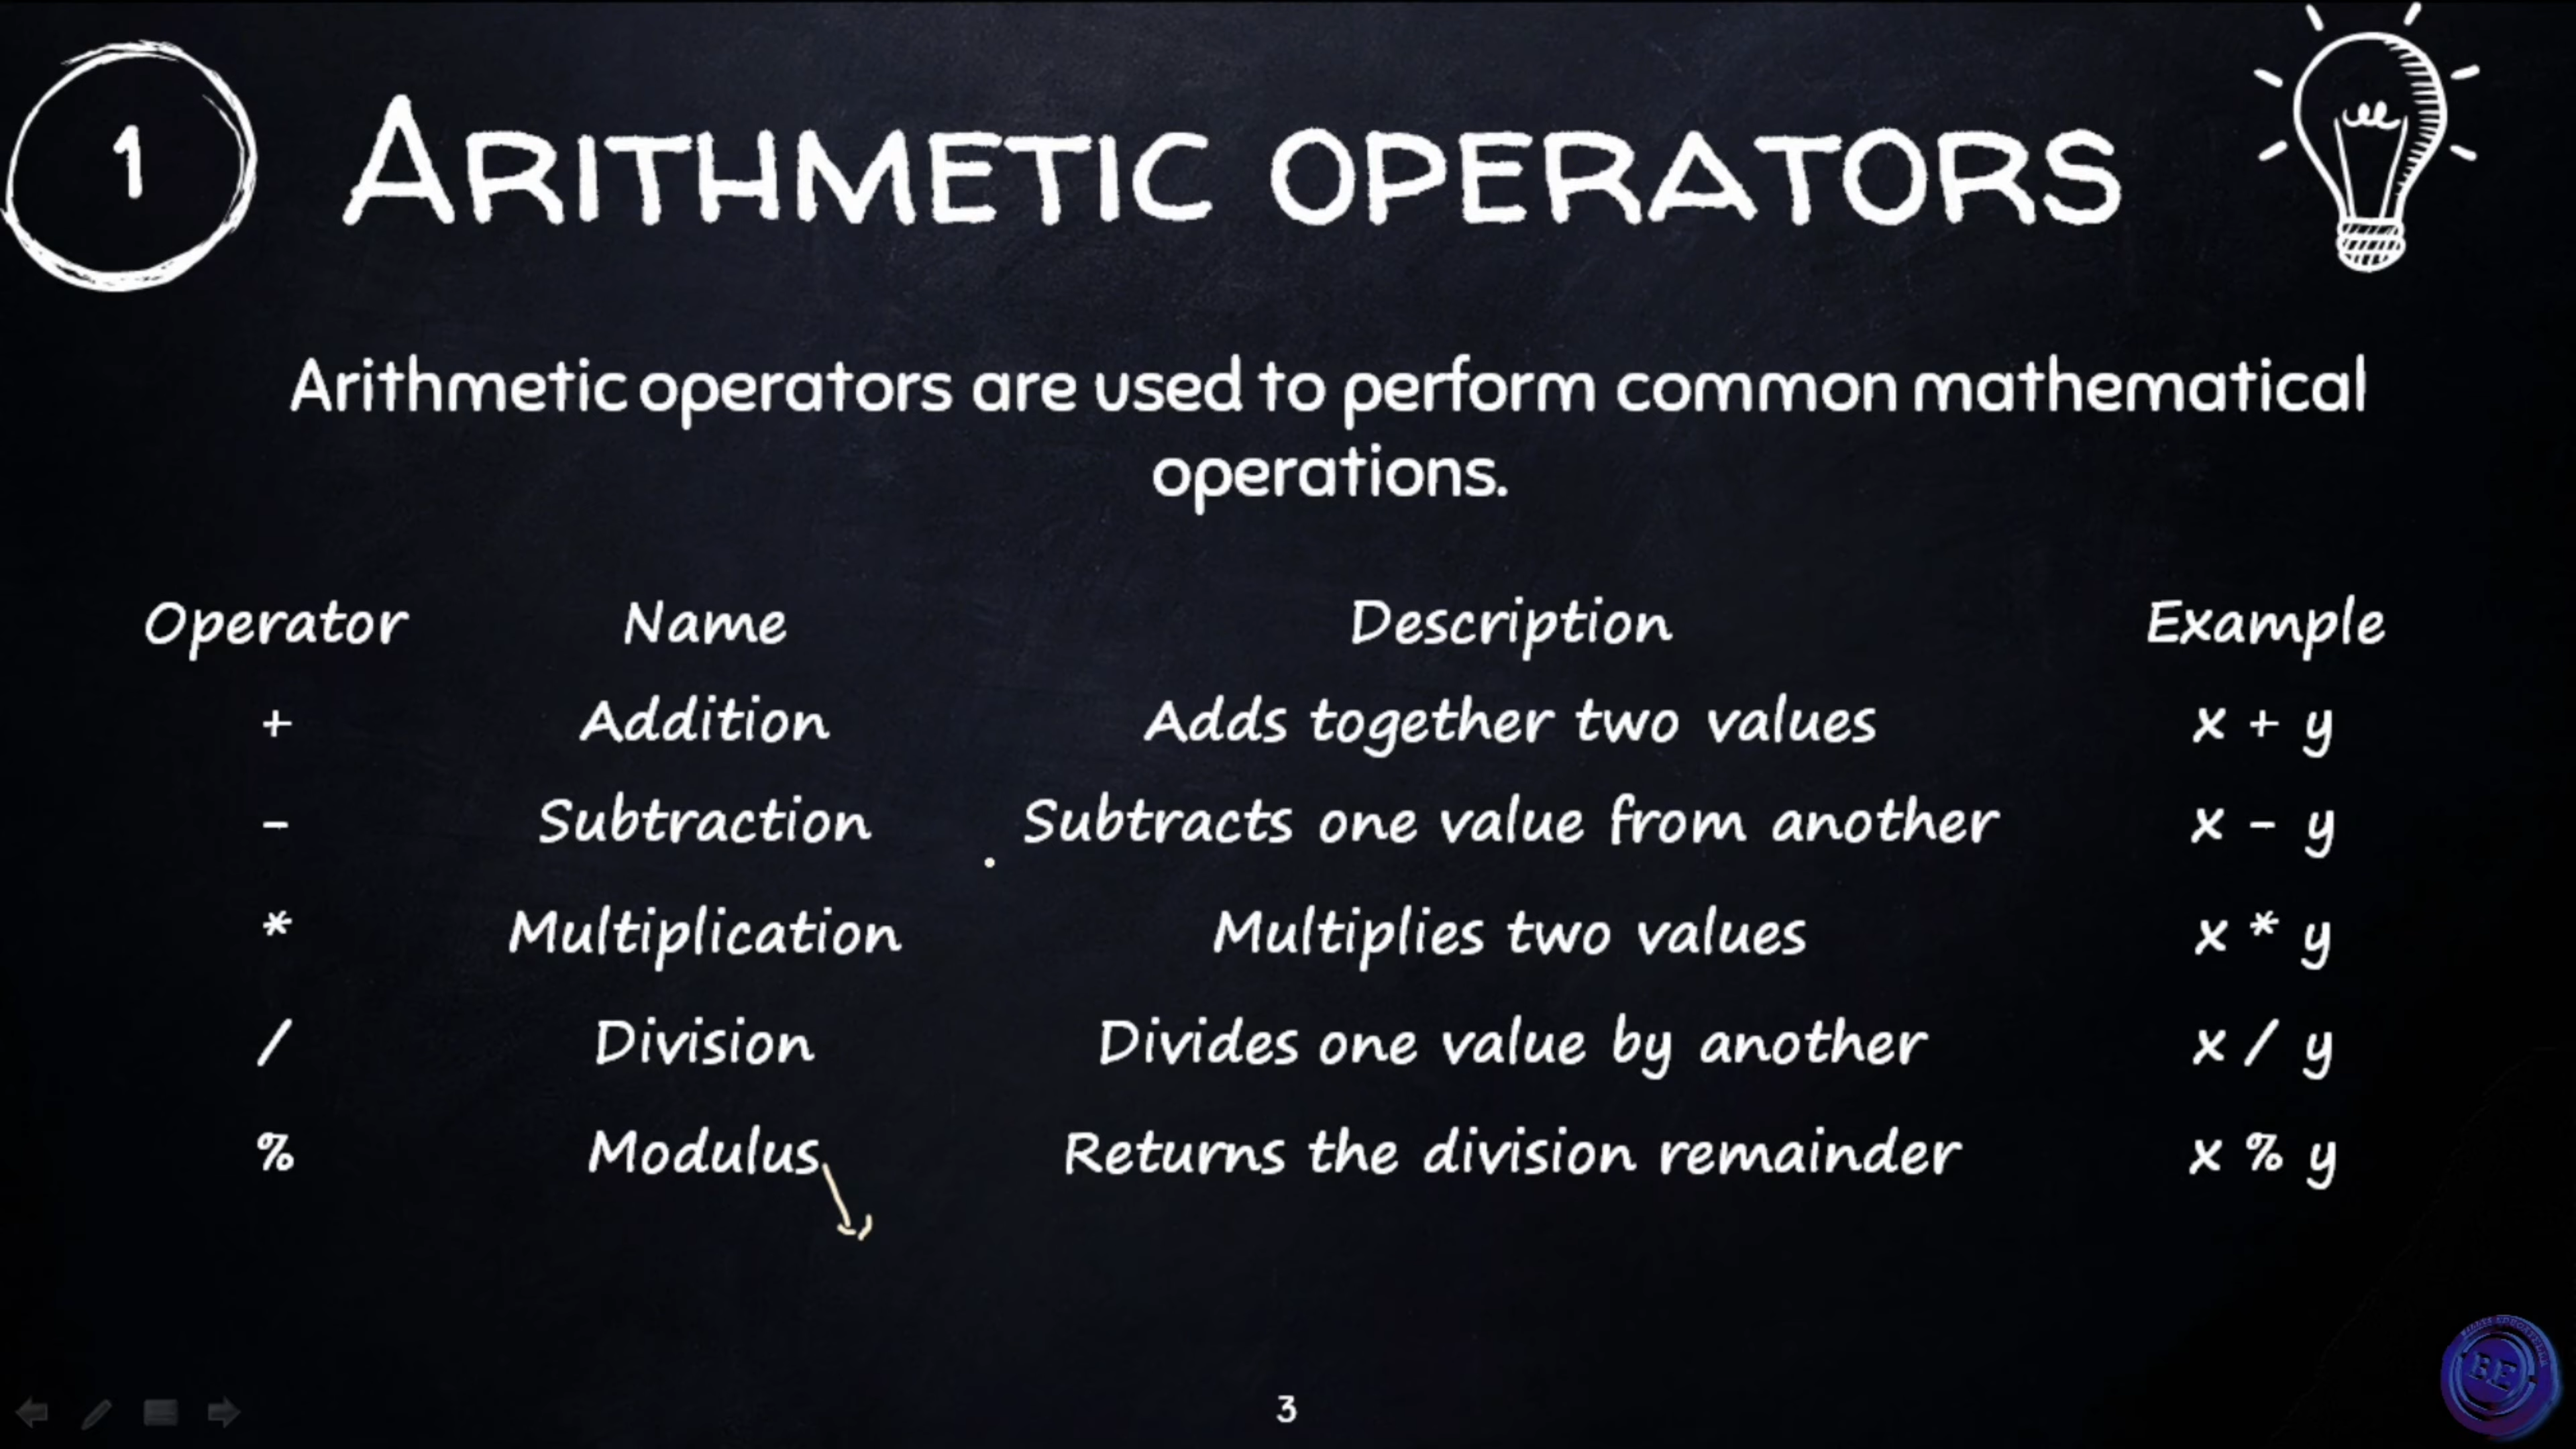 1
ARITHMETIC OPERATORS
Arithmetic operators are used to perform common mathematical
operations.
Operator Name Description Example
+ Addition Adds together two values x + y
- Subtraction Subtracts one value from another x - y
* Multiplication Multiplies two values x * y
/ Division Divides one value by another x / y
% Modulus Returns the division remainder x % y
3
BE